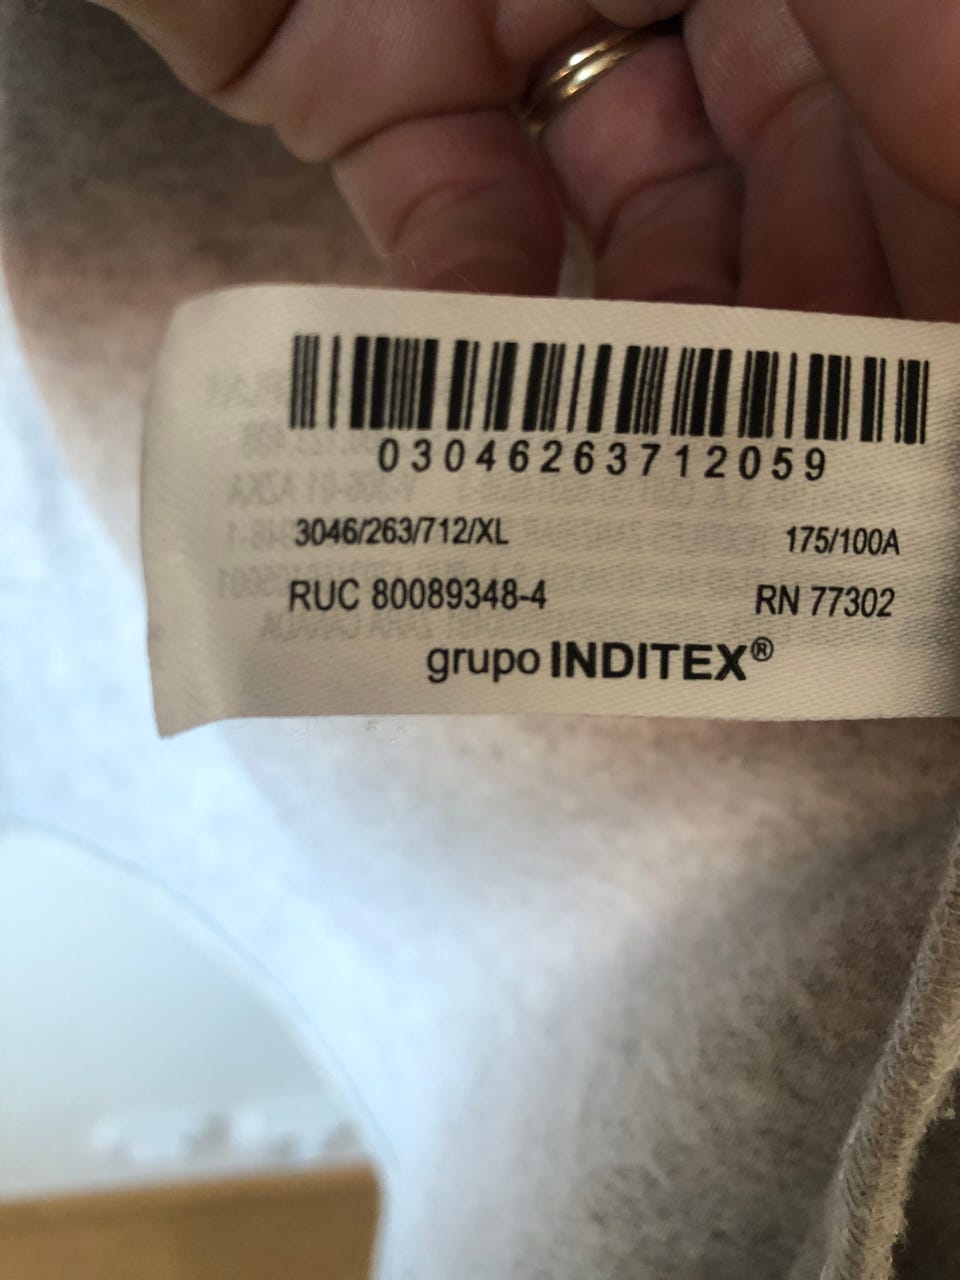 03046263712059
3046/263/712/XL 175/100A
RUC 80089348-4 RN 77302
grupo INDITEX®